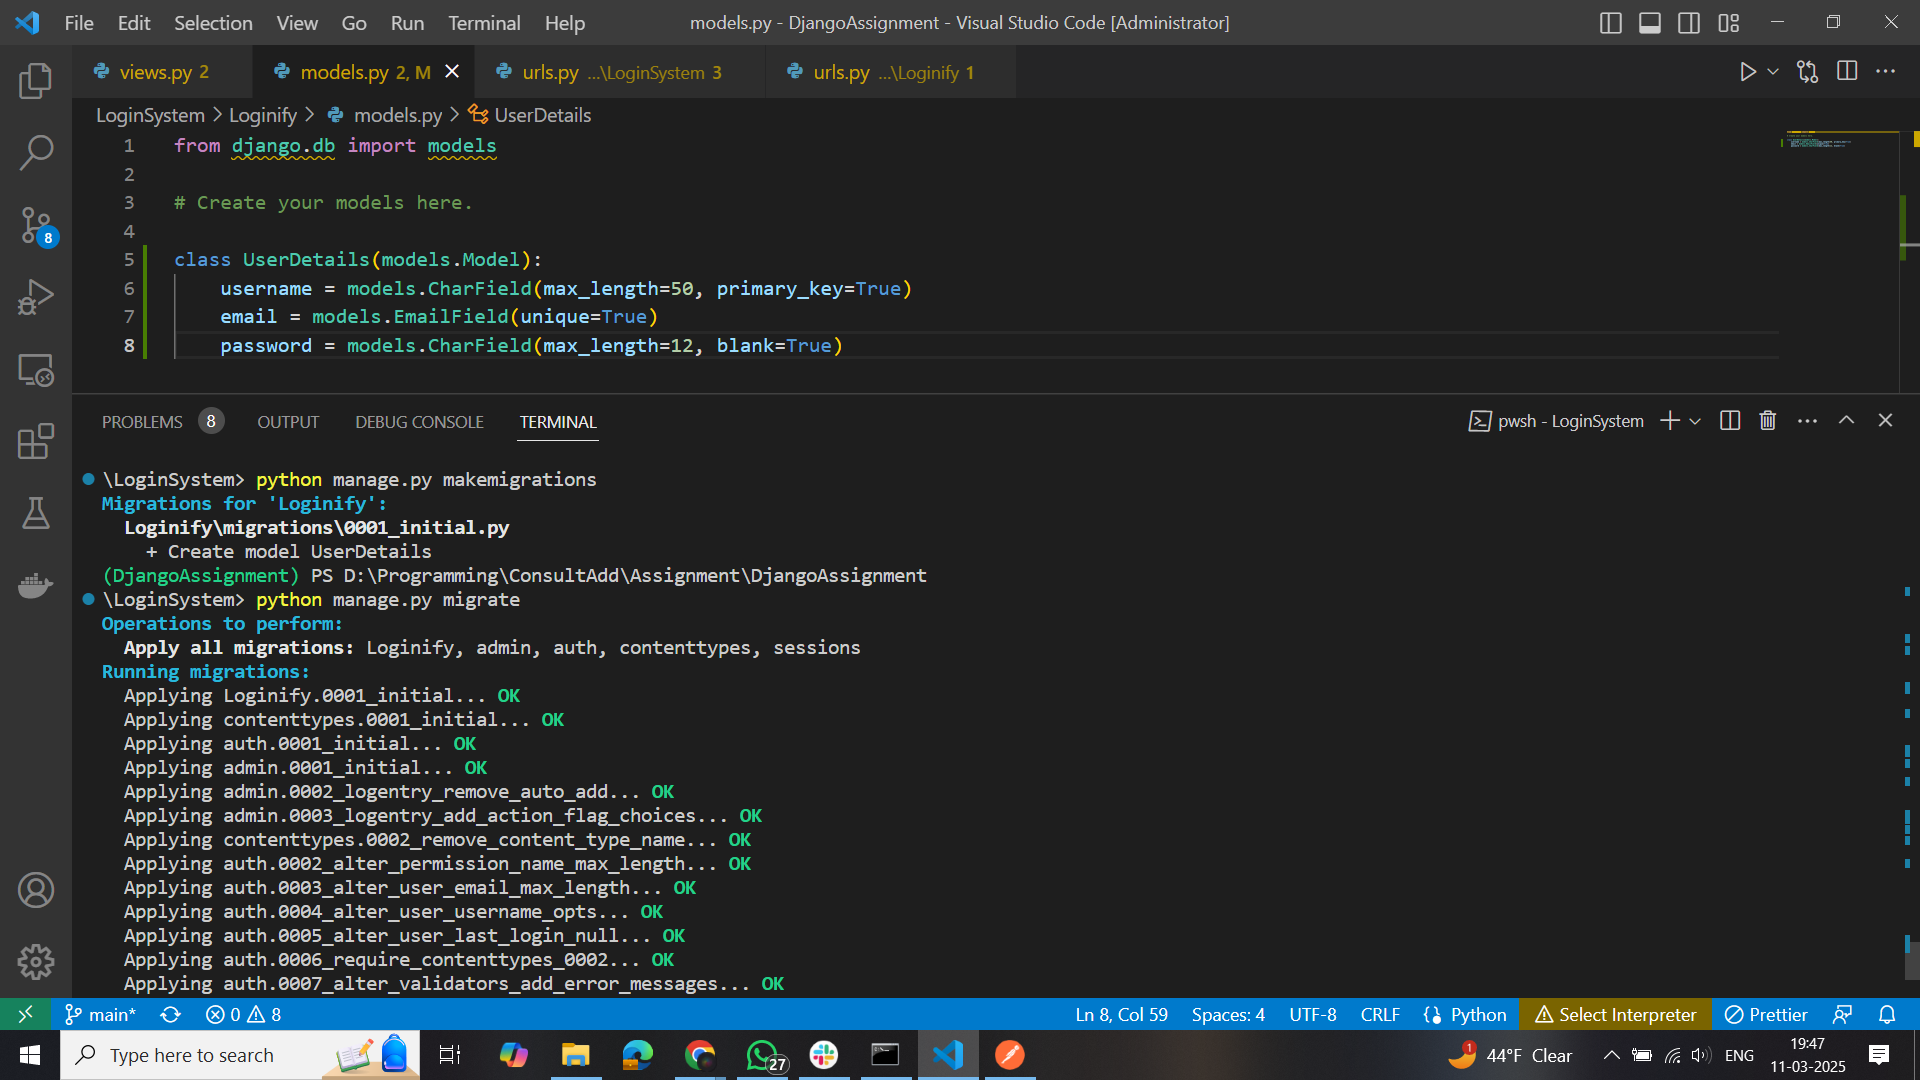 File Edit Selection View Go Run Terminal Help models.py - DjangoAssignment - Visual Studio Code [Administrator]
views.py 2 models.py 2, M urls.py ...\LoginSystem 3 urls.py ...\Loginify 1
LoginSystem > Loginify > models.py > UserDetails
1 from django.db import models
2
3 # Create your models here.
4
5 class UserDetails(models.Model):
6 username = models.CharField(max_length=50, primary_key=True)
7 email = models.EmailField(unique=True)
8 password = models.CharField(max_length=12, blank=True)
8
PROBLEMS 8 OUTPUT DEBUG CONSOLE TERMINAL pwsh - LoginSystem
\LoginSystem> python manage.py makemigrations
Migrations for 'Loginify':
Loginify\migrations\0001_initial.py
+ Create model UserDetails
(DjangoAssignment) PS D:\Programming\ConsultAdd\Assignment\DjangoAssignment
\LoginSystem> python manage.py migrate
Operations to perform:
Apply all migrations: Loginify, admin, auth, contenttypes, sessions
Running migrations:
Applying Loginify.0001_initial... OK
Applying contenttypes.0001_initial... OK
Applying auth.0001_initial... OK
Applying admin.0001_initial... OK
Applying admin.0002_logentry_remove_auto_add... OK
Applying admin.0003_logentry_add_action_flag_choices... OK
Applying contenttypes.0002_remove_content_type_name... OK
Applying auth.0002_alter_permission_name_max_length... OK
Applying auth.0003_alter_user_email_max_length... OK
Applying auth.0004_alter_user_username_opts... OK
Applying auth.0005_alter_user_last_login_null... OK
Applying auth.0006_require_contenttypes_0002... OK
Applying auth.0007_alter_validators_add_error_messages... OK
main* 0 8 Ln 8, Col 59 Spaces: 4 UTF-8 CRLF Python Select Interpreter Prettier
Type here to search 27 1 44°F Clear ENG 19:47
11-03-2025